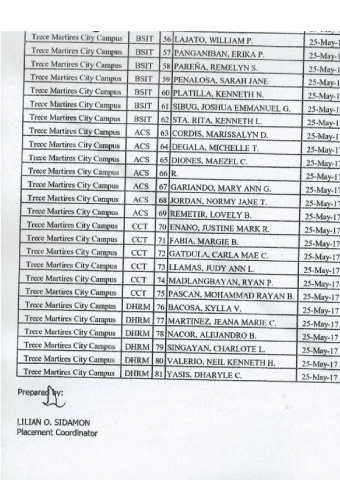 Trece Martires City Campus BSIT 56 LAJATO, WILLIAM P. 25-May-1
Trece Martires City Campus BSIT 57 PANGANIBAN, ERIKA P. 25-May-1
Trece Martires City Campus BSIT 58 PAREÑA, REMELYN S. 25-May-1
Trece Martires City Campus BSIT 59 PENALOSA, SARAH JANE 25-May-1
Trece Martires City Campus BSIT 60 PLATILLA, KENNETH N. 25-May-1
Trece Martires City Campus BSIT 61 SIBUG, JOSHUA EMMANUEL G. 25-May-1
Trece Martires City Campus BSIT 62 STA. RITA, KENNETH L. 25-May-1
Trece Martires City Campus ACS 63 CORDIS, MARISSALYN D. 25-May-1
Trece Martires City Campus ACS 64 DEGALA, MICHELLE T. 25-May-17
Trece Martires City Campus ACS 65 DIONES, MAEZEL C. 25-May-17
Trece Martires City Campus ACS 66 R. 25-May-17
Trece Martires City Campus ACS 67 GARIANDO, MARY ANN G. 25-May-17
Trece Martires City Campus ACS 68 JORDAN, NORMY JANE T. 25-May-17
Trece Martires City Campus ACS 69 REMETIR, LOVELY B. 25-May-17
Trece Martires City Campus CCT 70 ENANO, JUSTINE MARK R. 25-May-17
Trece Martires City Campus CCT 71 FABIA, MARGIE B. 25-May-17
Trece Martires City Campus CCT 72 GATDULA, CARLA MAE C. 25-May-17
Trece Martires City Campus CCT 73 LLAMAS, JUDY ANN L. 25-May-17
Trece Martires City Campus CCT 74 MADLANGBAYAN, RYAN P. 25-May-17
Trece Martires City Campus CCT 75 PASCAN, MOHAMMAD RAYAN B. 25-May-17
Trece Martires City Campus DHRM 76 BACOSA, KYLLA V. 25-May-17
Trece Martires City Campus DHRM 77 MARTINEZ, JEANA MARIE C. 25-May-17
Trece Martires City Campus DHRM 78 NACOR, ALEJANDRO B. 25-May-17
Trece Martires City Campus DHRM 79 SINGAYAN, CHARLOTE L. 25-May-17
Trece Martires City Campus DHRM 80 VALERIO, NEIL KENNETH H. 25-May-17
Trece Martires City Campus DHRM 81 YASIS, DHARYLE C. 25-May-17
Prepared by:
LILIAN O. SIDAMON
Placement Coordinator